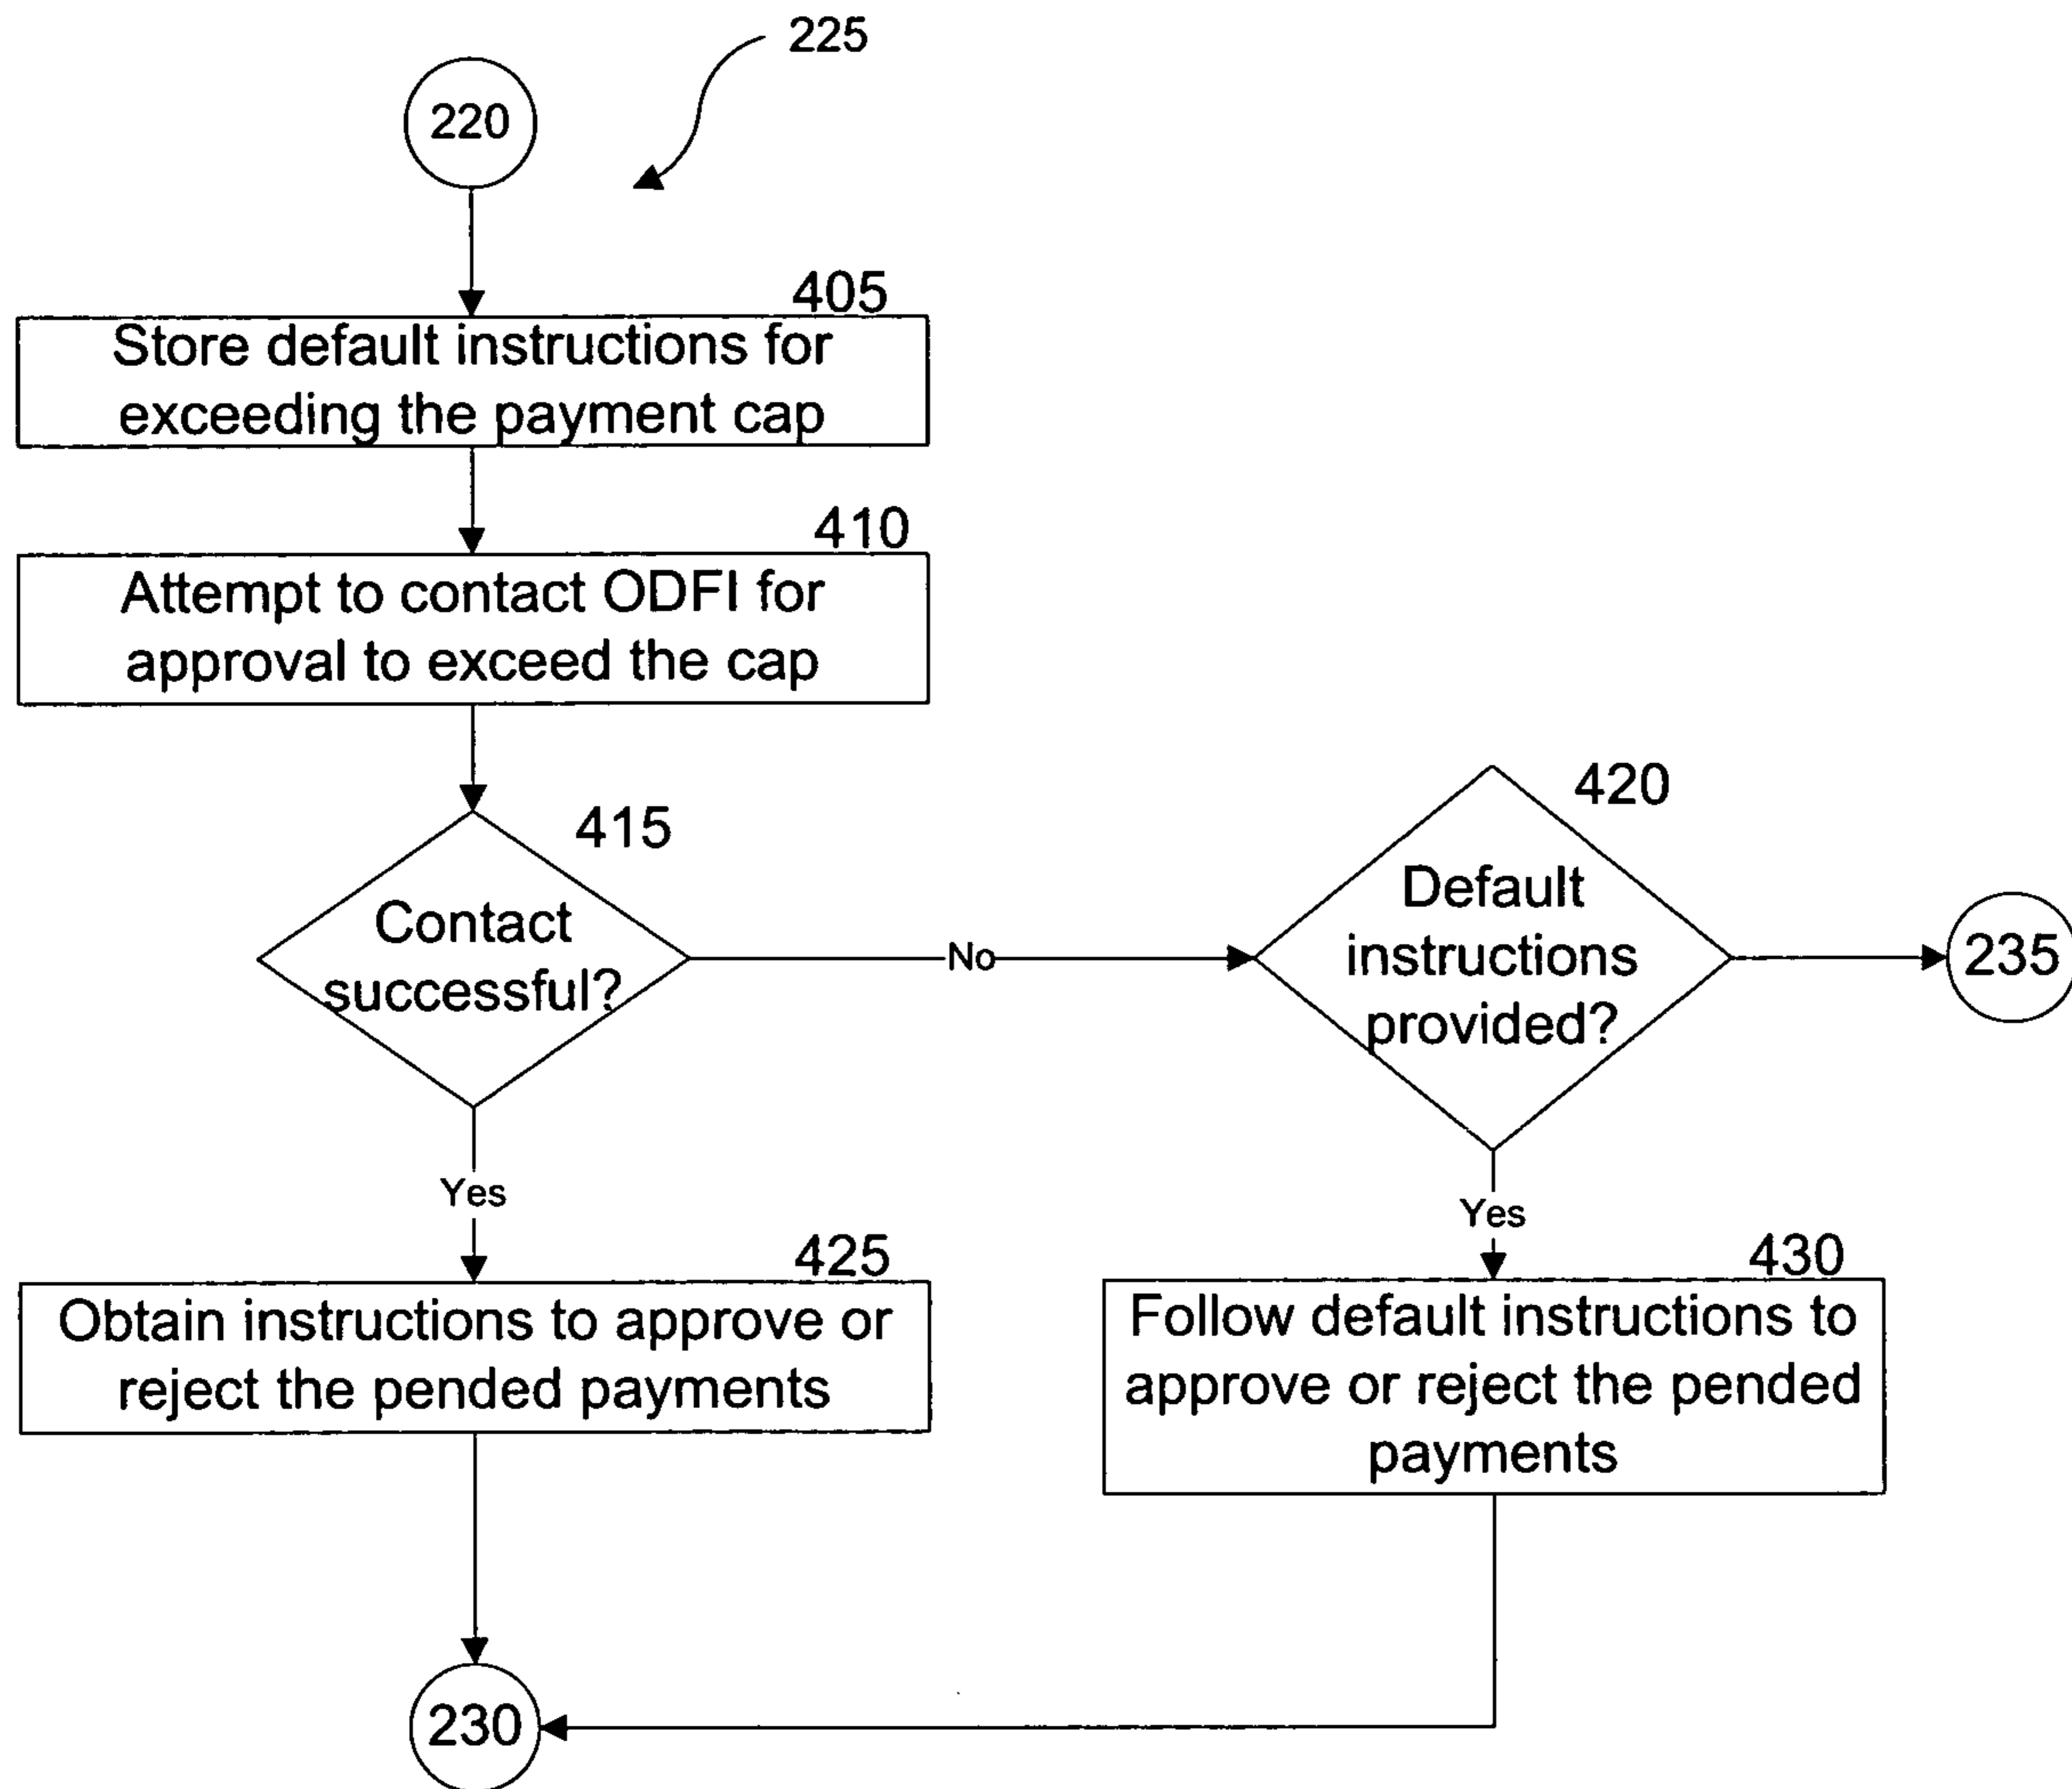 225
220
405
Store default instructions for
exceeding the payment cap
410
Attempt to contact ODFI for
approval to exceed the cap
415
Contact
successful?
No
420
Default
instructions
provided?
235
Yes
Yes
425
Obtain instructions to approve or
reject the pended payments
430
Follow default instructions to
approve or reject the pended
payments
230